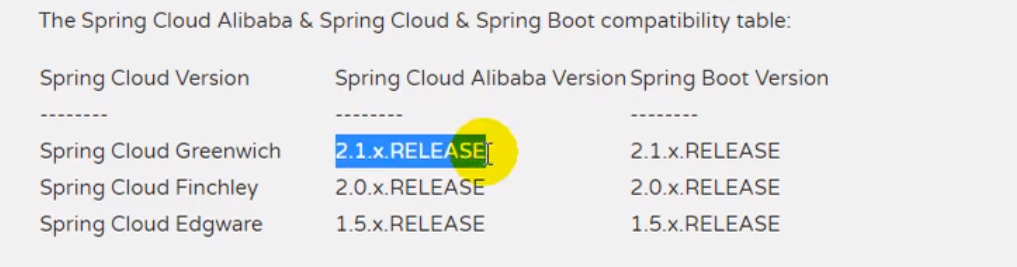 The Spring Cloud Alibaba & Spring Cloud & Spring Boot compatibility table:
Spring Cloud Version Spring Cloud Alibaba Version Spring Boot Version
-------- -------- --------
Spring Cloud Greenwich 2.1.x.RELEASE 2.1.x.RELEASE
Spring Cloud Finchley 2.0.x.RELEASE 2.0.x.RELEASE
Spring Cloud Edgware 1.5.x.RELEASE 1.5.x.RELEASE